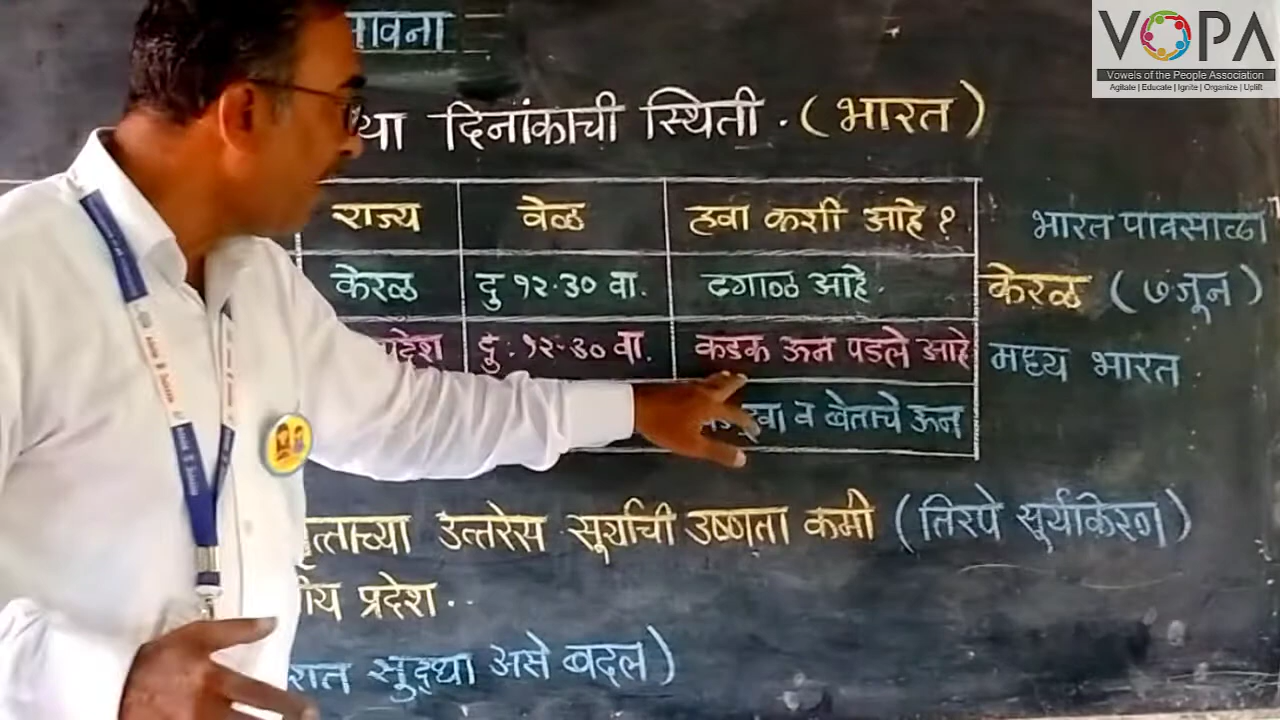 VOPA
Vowels of the People Association
Agitate | Educate | Ignite | Organize | Uplift
दिनांकाची स्थिती . (भारत)
राज्य वेळ हवा कशी आहे ?
भारत पावसाळा
केरळ दु १२.३० वा. ढगाळ आहे.
केरळ (७ जून)
दु. १२.३० वा. कडक ऊन पडले आहे
मध्य भारत
व बेताचे ऊन
उत्तरेस सूर्याची उष्णता कमी (तिरपे सूर्यकिरण)
प्रदेश ..
सुद्धा असे बदल)